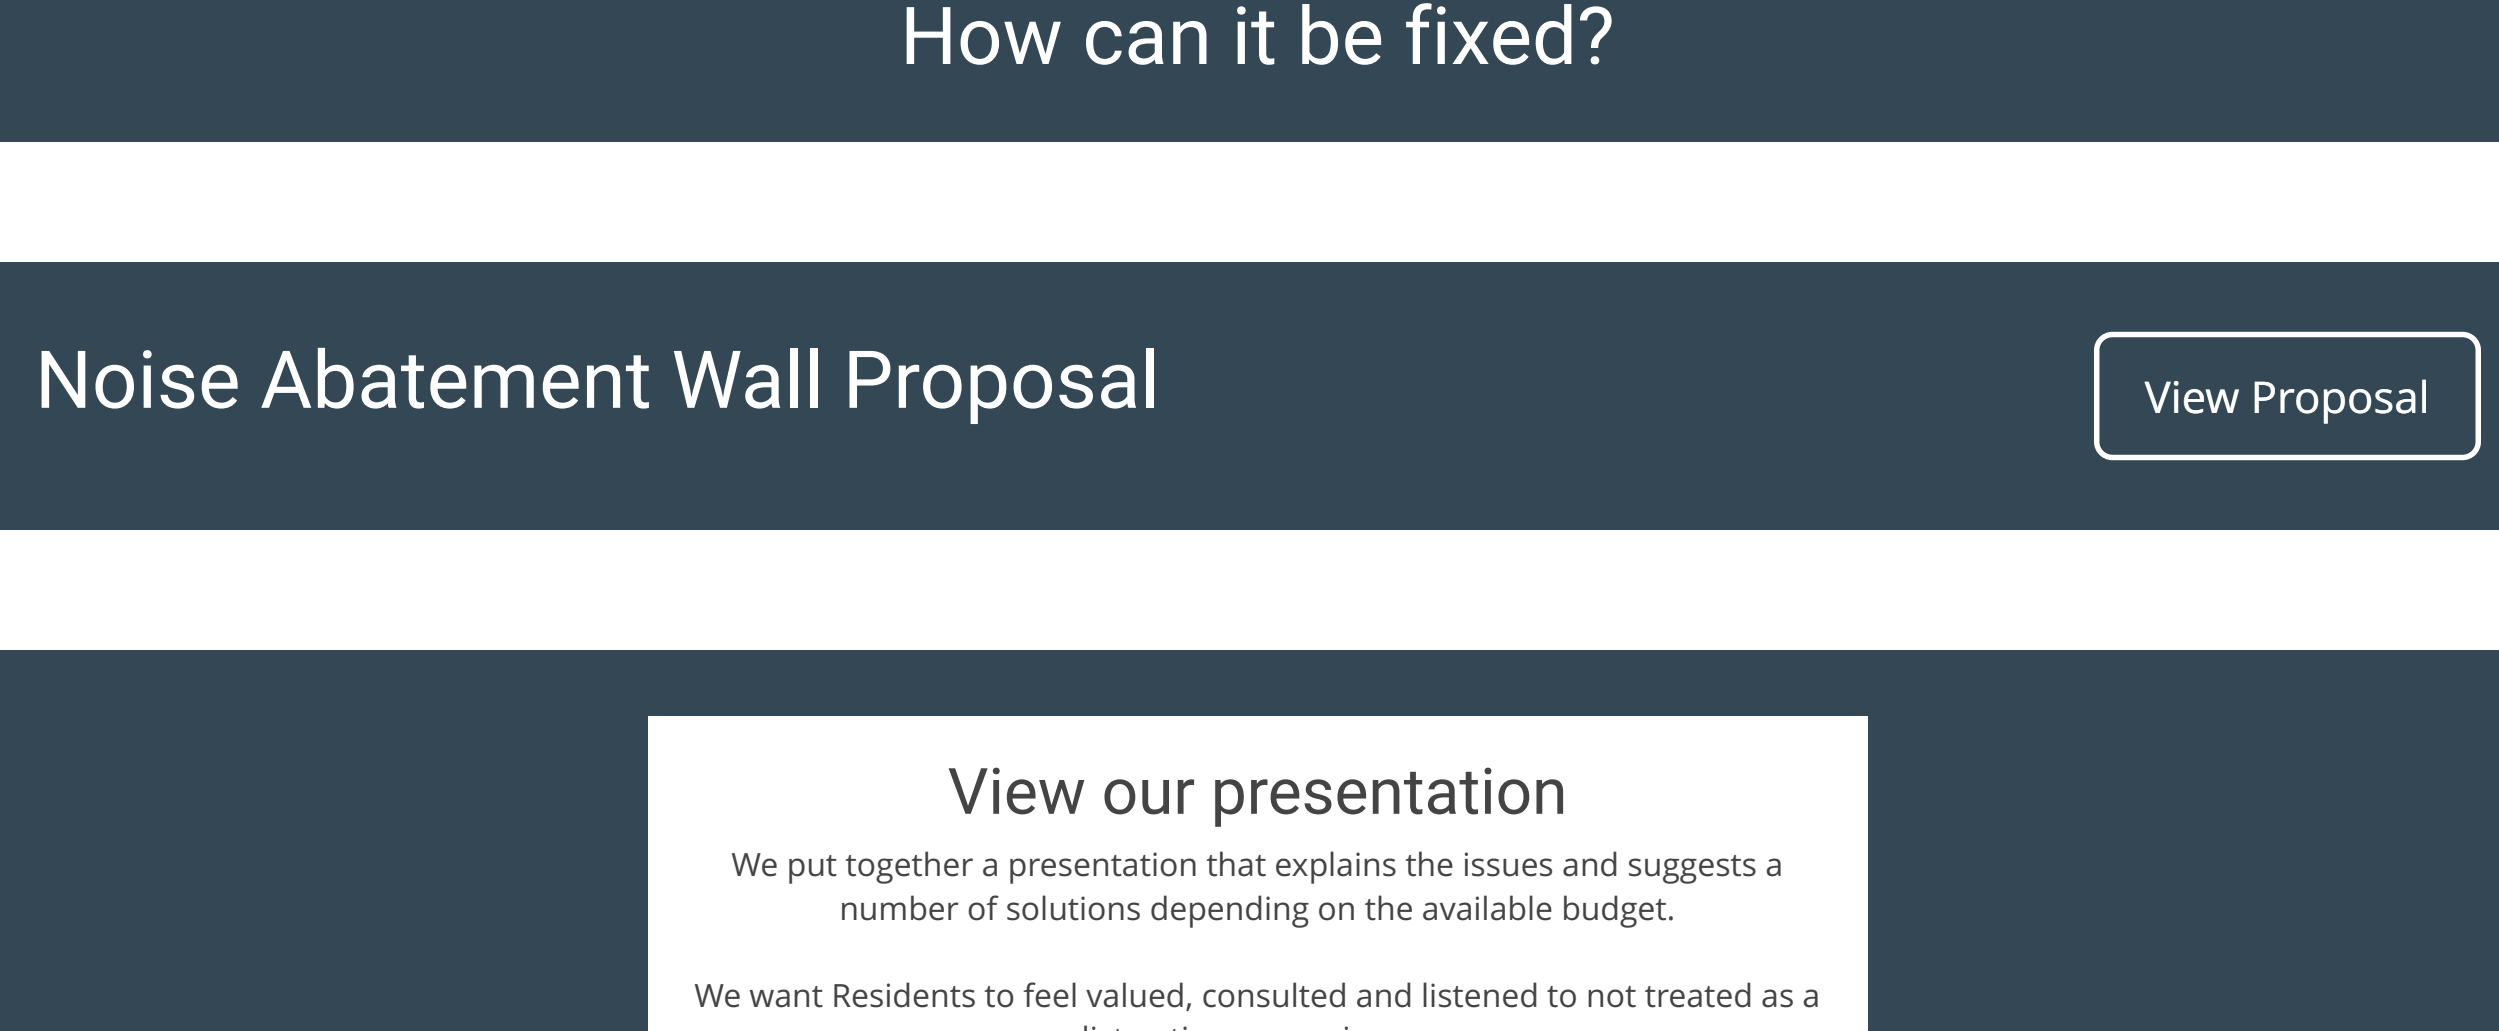 How can it be fixed?
Noise Abatement Wall Proposal
View Proposal
View our presentation
We put together a presentation that explains the issues and suggests a
number of solutions depending on the available budget.
We want Residents to feel valued, consulted and listened to not treated as a